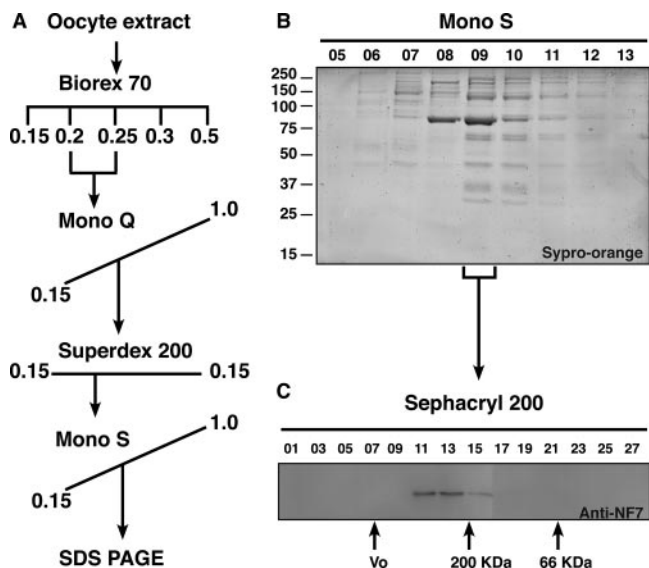 A
Oocyte extract
Biorex 70
0.15 0.2 0.25 0.3 0.5
Mono Q
1.0
0.15
Superdex 200
0.15 0.15
Mono S
1.0
0.15
SDS PAGE
B
Mono S
05 06 07 08 09 10 11 12 13
250
150
100
75
50
37
25
15
Sypro-orange
C
Sephacryl 200
01 03 05 07 09 11 13 15 17 19 21 23 25 27
Anti-NF7
Vo 200 KDa 66 KDa